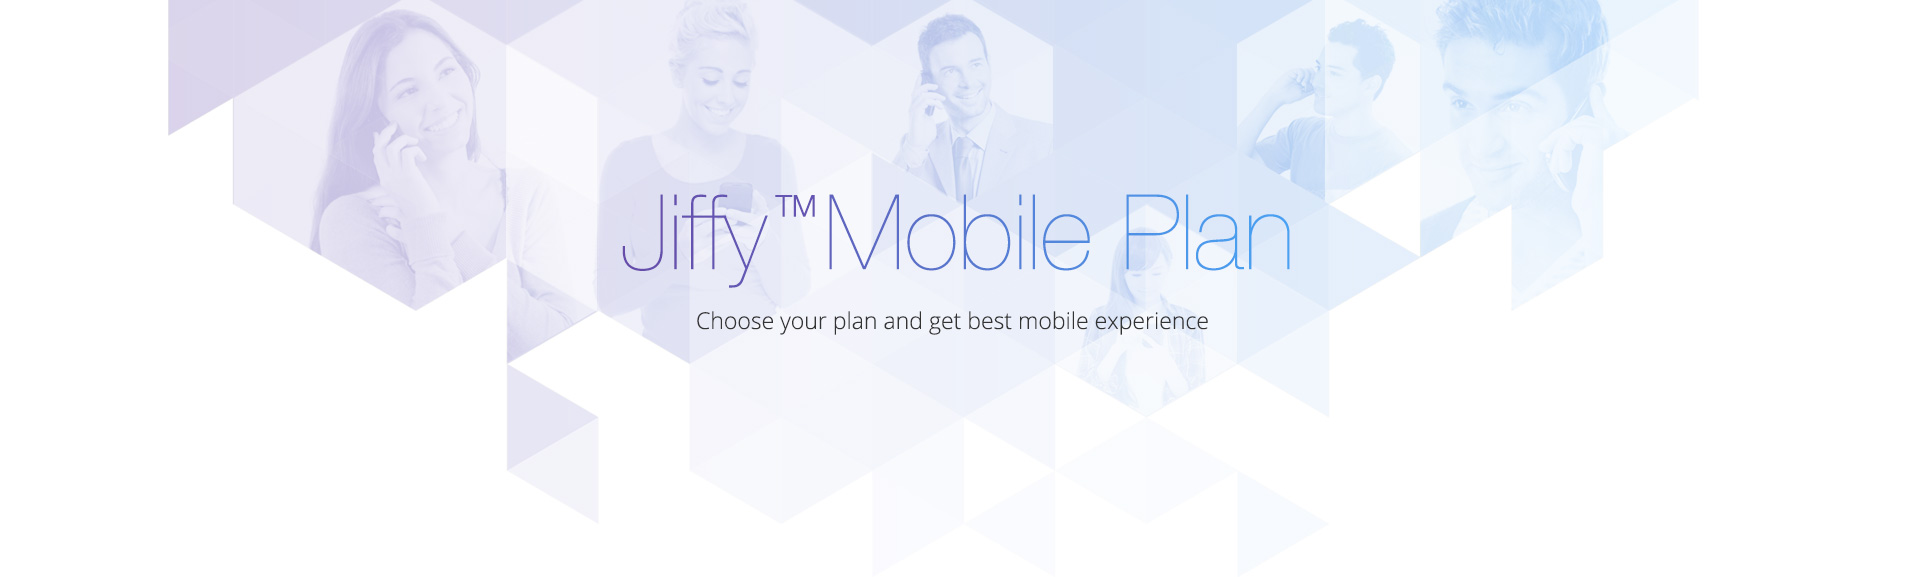 Jiffy™ Mobile Plan
Choose your plan and get best mobile experience